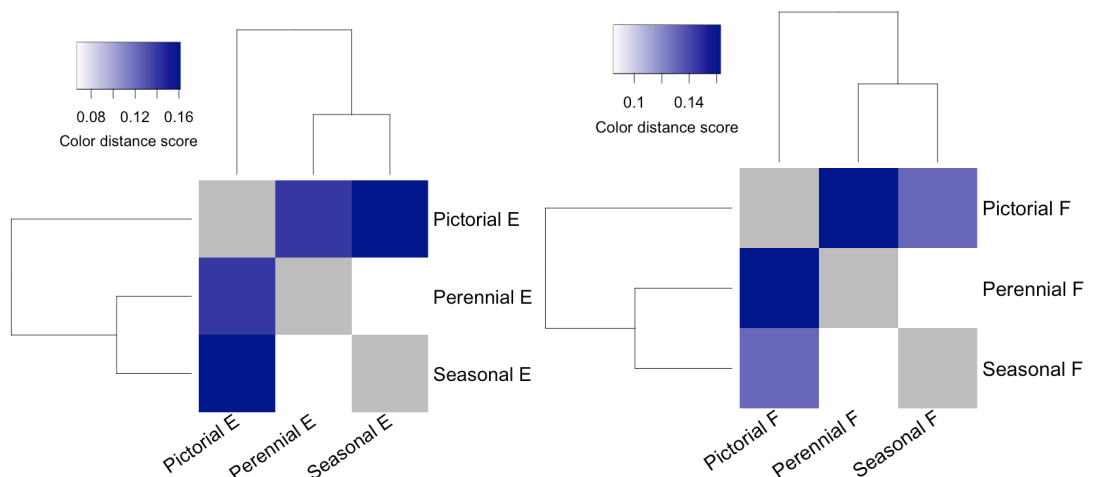 0.08 0.12 0.16
Color distance score
Pictorial E
Perennial E
Seasonal E
Pictorial E Perennial E Seasonal E
0.1 0.14
Color distance score
Pictorial F
Perennial F
Seasonal F
Pictorial F Perennial F Seasonal F